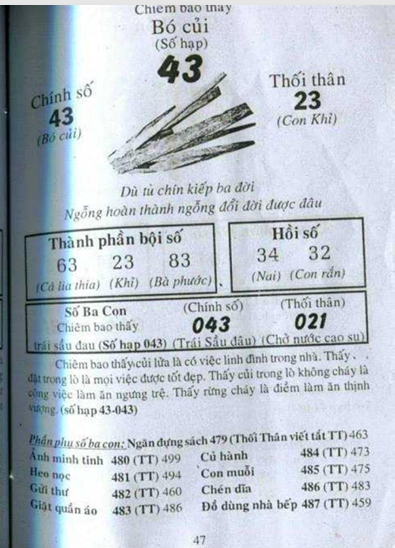 Chiêm bao thấy
Bó củi
(Số hạp)
43
Chính số
43
(Bó củi)
Thối thân
23
(Con Khỉ)
Dù tù chín kiếp ba đời
Ngỗng hoàn thành ngỗng đổi đời được đâu
Thành phần bội số
63 23 83
(Cá lia thia) (Khỉ) (Bà phước)
Hồi số
34 32
(Nai) (Con rắn)
Số Ba Con (Chính số) (Thối thân)
Chiêm bao thấy 043 021
trái sầu đau (Số hạp 043) (Trái Sầu đâu) (Chở nước cao su)
Chiêm bao thấy củi lửa là có việc linh đình trong nhà. Thấy
đặt trong lò là mọi việc được tốt đẹp. Thấy củi trong lò không cháy là
công việc làm ăn ngưng trệ. Thấy rừng cháy là điềm làm ăn thịnh
vượng. (số hạp 43-043)
Phần phụ số ba con: Ngăn đựng sách 479 (Thối Thân viết tắt TT) 463
Ảnh minh tinh 480 (TT) 499 Củ hành 484 (TT) 473
Heo nọc 481 (TT) 494 Con muỗi 485 (TT) 475
Gửi thư 482 (TT) 460 Chén dĩa 486 (TT) 483
Giặt quần áo 483 (TT) 486 Đồ dùng nhà bếp 487 (TT) 459
47